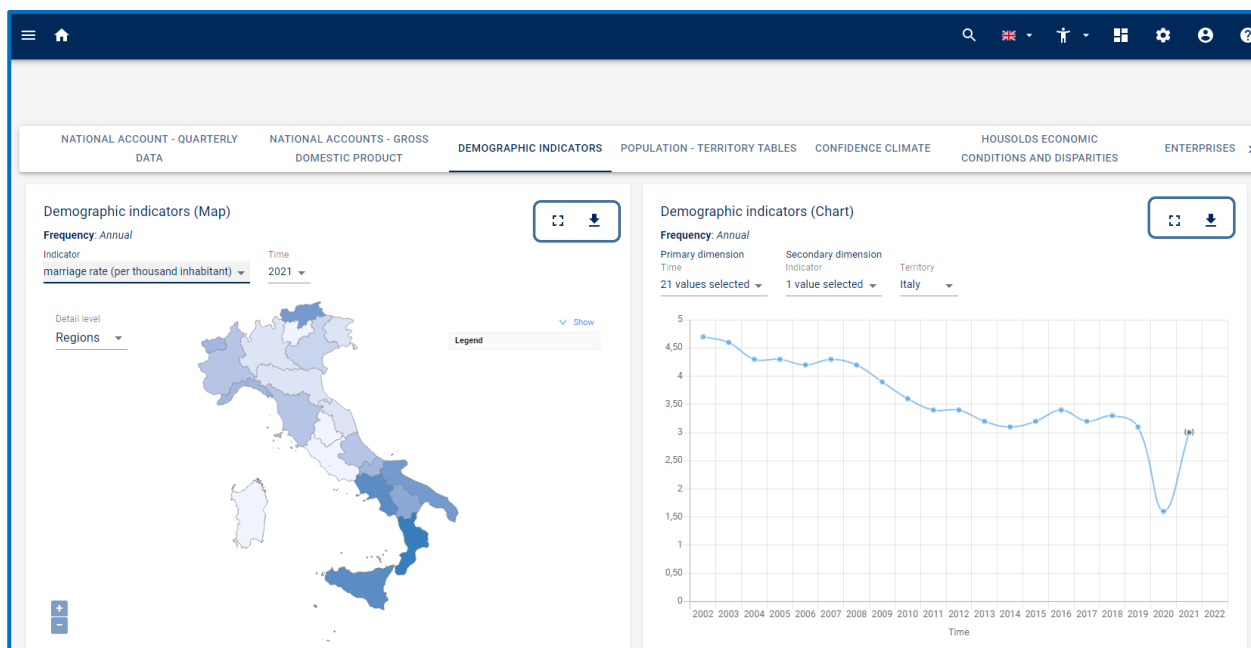 NATIONAL ACCOUNT - QUARTERLY
DATA
NATIONAL ACCOUNTS - GROSS
DOMESTIC PRODUCT
DEMOGRAPHIC INDICATORS
POPULATION - TERRITORY TABLES
CONFIDENCE CLIMATE
HOUSOLDS ECONOMIC
CONDITIONS AND DISPARITIES
ENTERPRISES
Demographic indicators (Map)
Frequency: Annual
Indicator
Time
marriage rate (per thousand inhabitant)
2021
Detail level
Regions
Show
Legend
+
−
Demographic indicators (Chart)
Frequency: Annual
Primary dimension
Secondary dimension
Time
Indicator
Territory
21 values selected
1 value selected
Italy
5
4,50
4
3,50
3
2,50
2
1,50
1
0,50
0
(e)
2002 2003 2004 2005 2006 2007 2008 2009 2010 2011 2012 2013 2014 2015 2016 2017 2018 2019 2020 2021 2022
Time